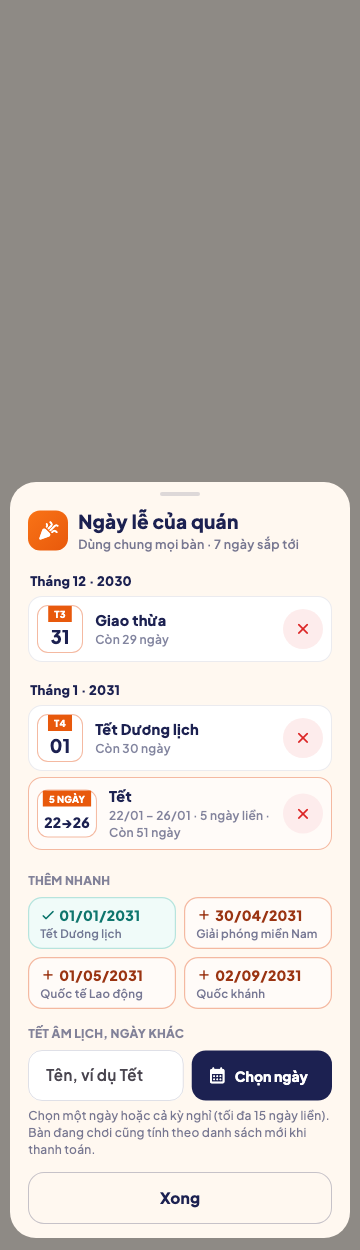 Ngày lễ của quán
Dùng chung mọi bàn · 7 ngày sắp tới
Tháng 12 · 2030
T3
31
Giao thừa
Còn 29 ngày
Tháng 1 · 2031
T4
01
Tết Dương lịch
Còn 30 ngày
5 NGÀY
22→26
Tết
22/01 – 26/01 · 5 ngày liền ·
Còn 51 ngày
THÊM NHANH
01/01/2031
Tết Dương lịch
+ 30/04/2031
Giải phóng miền Nam
+ 01/05/2031
Quốc tế Lao động
+ 02/09/2031
Quốc khánh
TẾT ÂM LỊCH, NGÀY KHÁC
Tên, ví dụ Tết
Chọn ngày
Chọn một ngày hoặc cả kỳ nghỉ (tối đa 15 ngày liền).
Bàn đang chơi cũng tính theo danh sách mới khi
thanh toán.
Xong